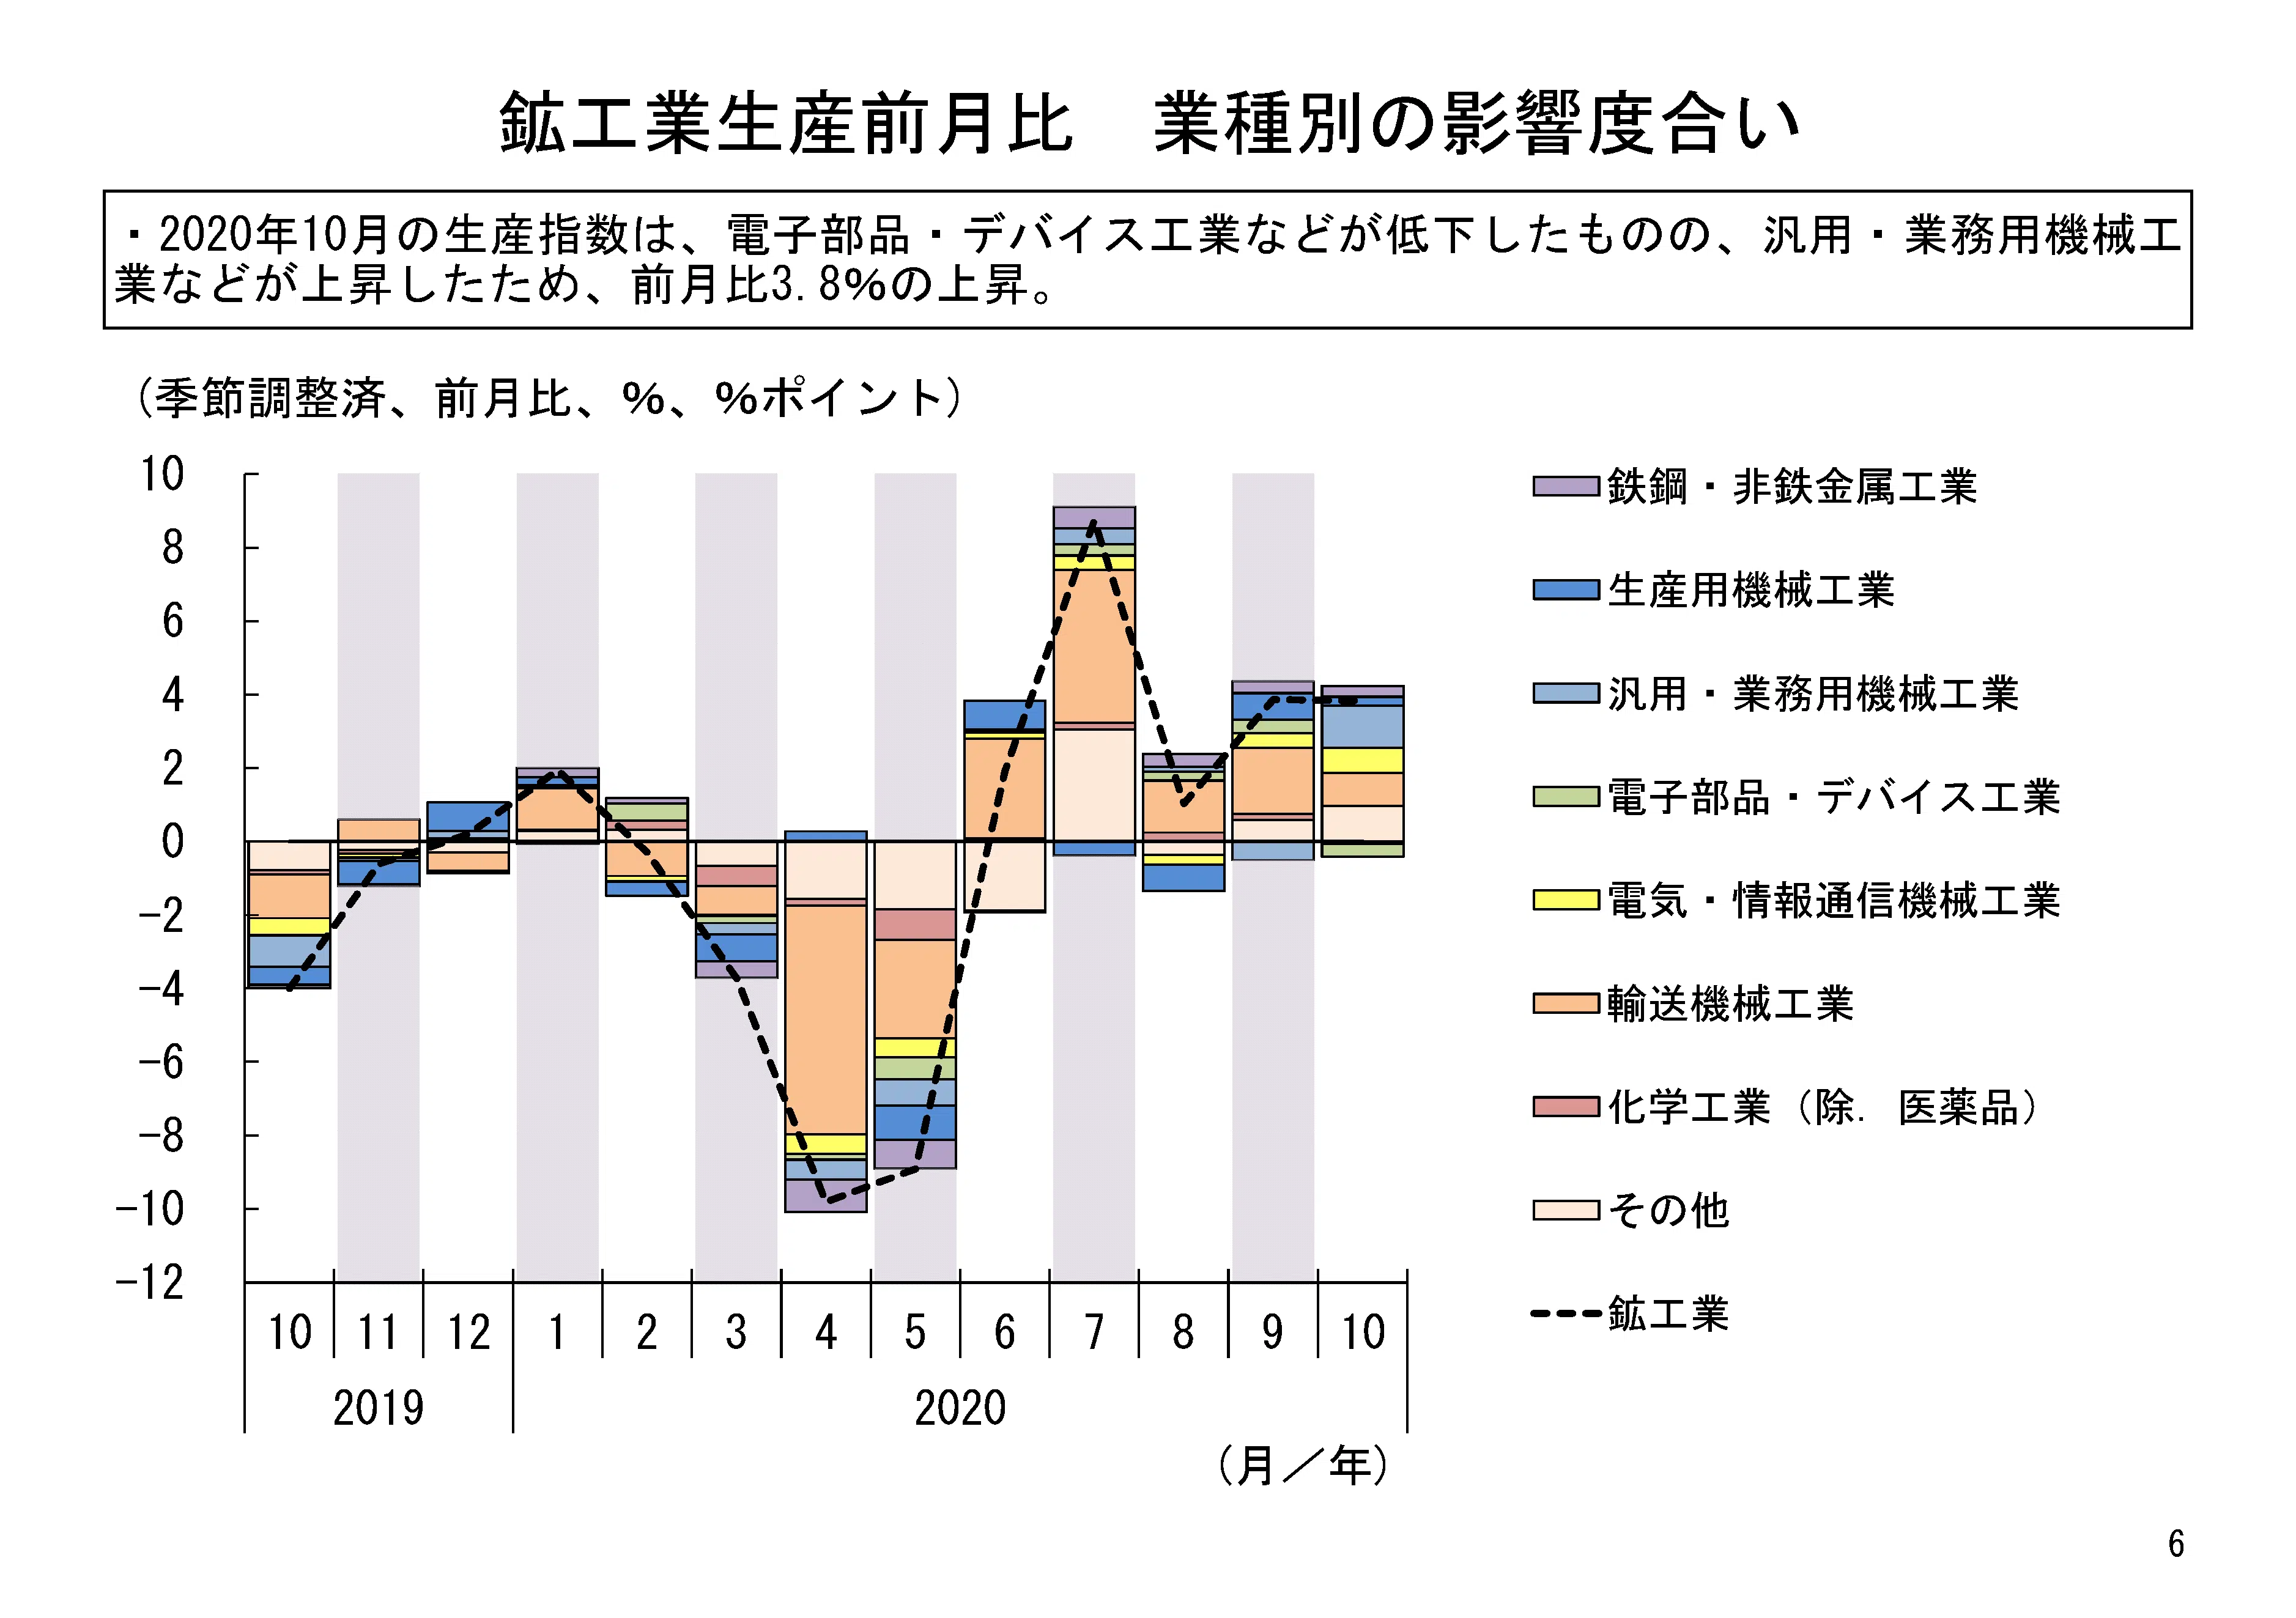 鉱工業生産前月比　業種別の影響度合い
・2020年10月の生産指数は、電子部品・デバイス工業などが低下したものの、汎用・業務用機械工
業などが上昇したため、前月比3.8%の上昇。
(季節調整済、前月比、%、%ポイント)
10
8
6
4
2
0
-2
-4
-6
-8
-10
-12
10 11 12 1 2 3 4 5 6 7 8 9 10
2019 2020
(月／年)
鉄鋼・非鉄金属工業
生産用機械工業
汎用・業務用機械工業
電子部品・デバイス工業
電気・情報通信機械工業
輸送機械工業
化学工業（除．医薬品）
その他
鉱工業
6